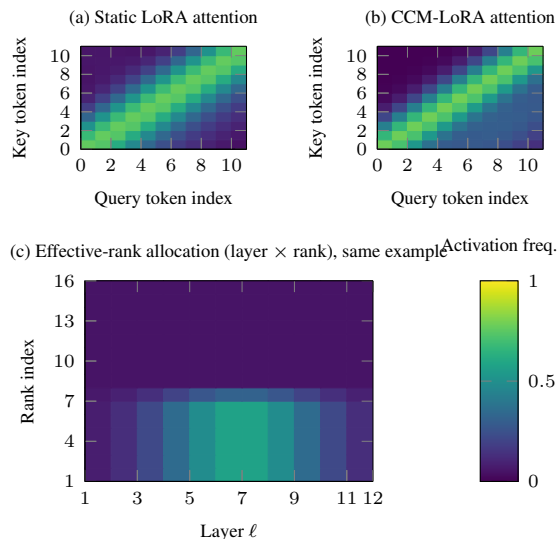 (a) Static LoRA attention
10
8
6
4
2
0
Key token index
0 2 4 6 8 10
Query token index
(b) CCM-LoRA attention
10
8
6
4
2
0
Key token index
0 2 4 6 8 10
Query token index
(c) Effective-rank allocation (layer × rank), same example
16
13
10
7
4
1
Rank index
1 3 5 7 9 11 12
Layer ℓ
Activation freq.
1
0.5
0